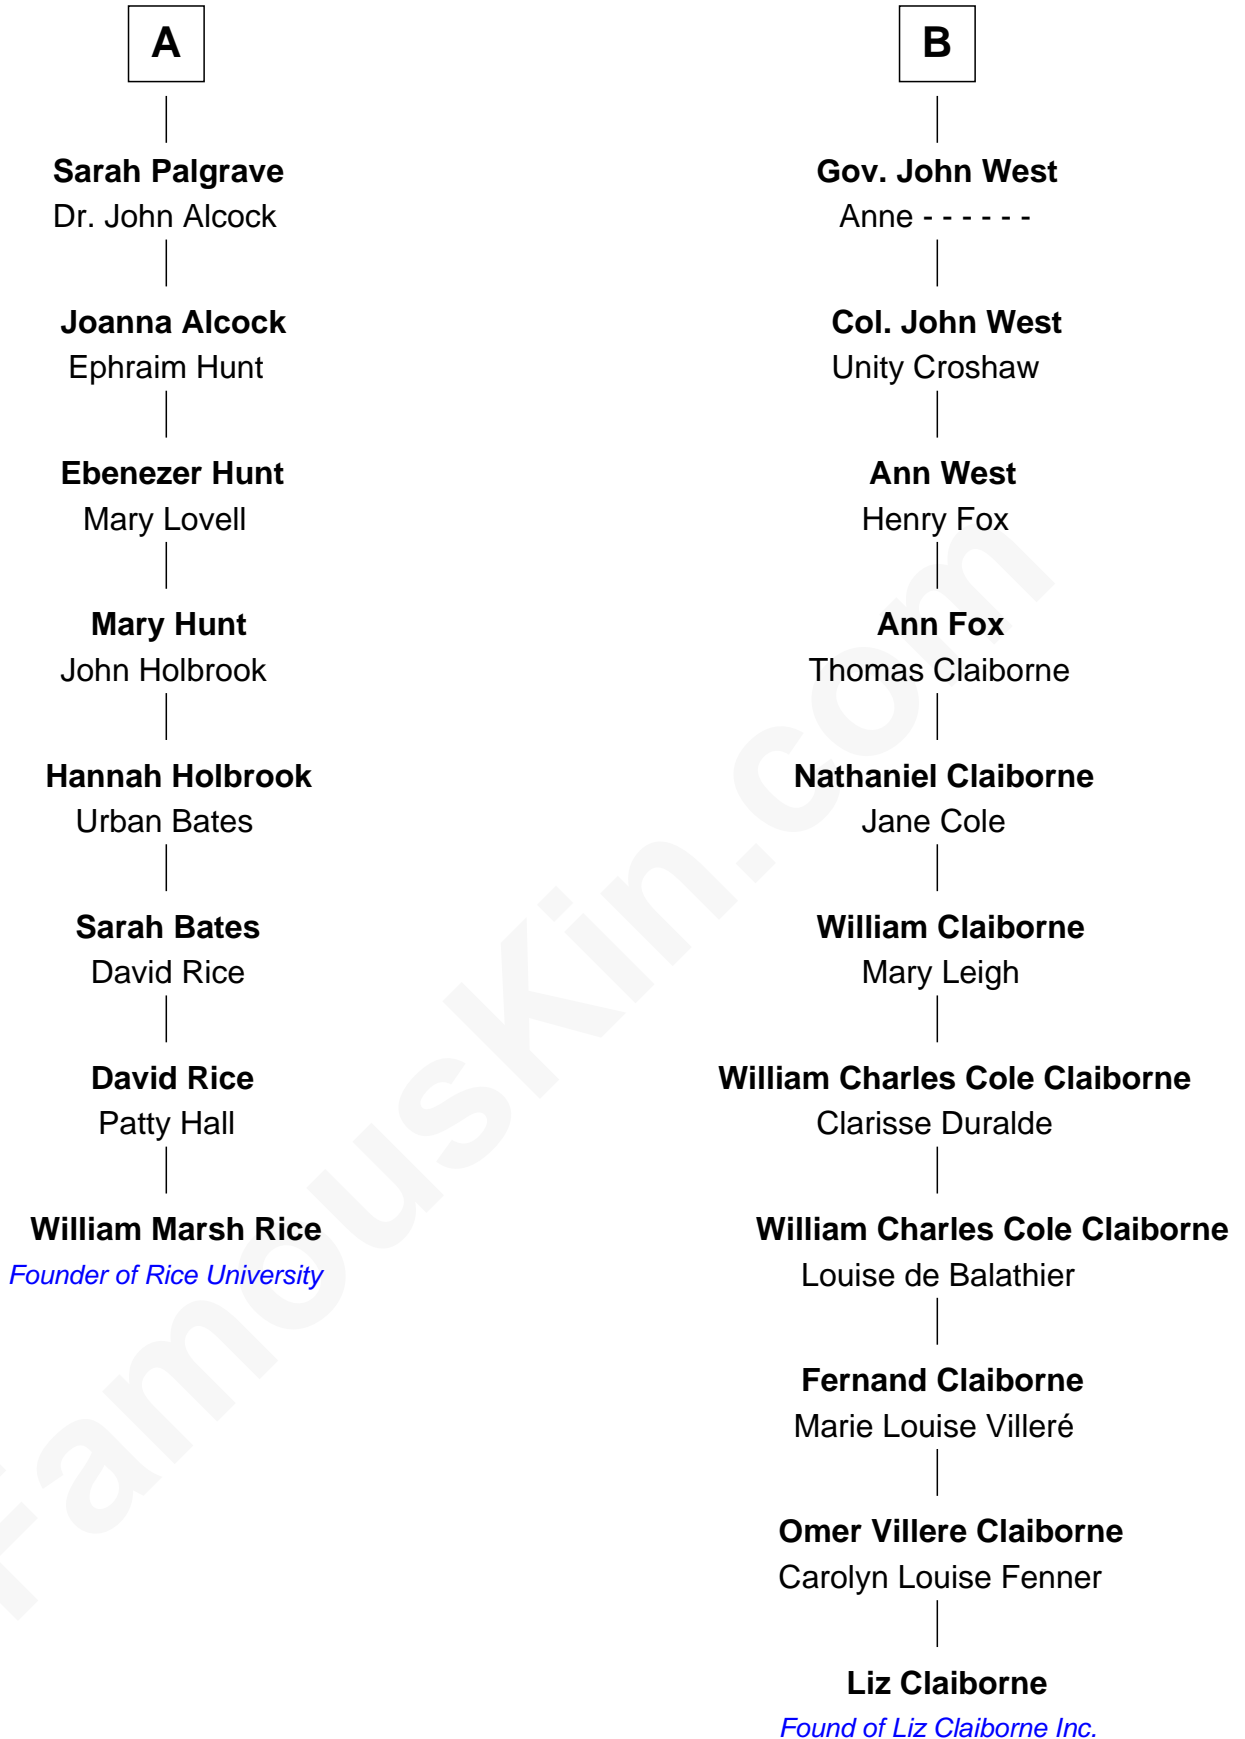 A
Sarah Palgrave
Dr. John Alcock
Joanna Alcock
Ephraim Hunt
Ebenezer Hunt
Mary Lovell
Mary Hunt
John Holbrook
Hannah Holbrook
Urban Bates
Sarah Bates
David Rice
David Rice
Patty Hall
William Marsh Rice
Founder of Rice University
B
Gov. John West
Anne - - - - - -
Col. John West
Unity Croshaw
Ann West
Henry Fox
Ann Fox
Thomas Claiborne
Nathaniel Claiborne
Jane Cole
William Claiborne
Mary Leigh
William Charles Cole Claiborne
Clarisse Duralde
William Charles Cole Claiborne
Louise de Balathier
Fernand Claiborne
Marie Louise Villeré
Omer Villere Claiborne
Carolyn Louise Fenner
Liz Claiborne
Found of Liz Claiborne Inc.
FamousKin.com